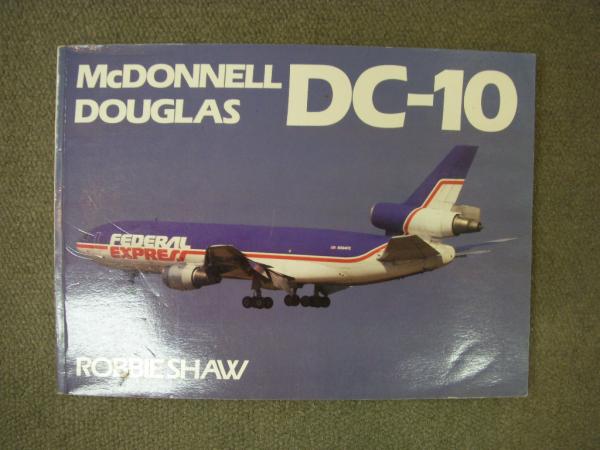 McDONNELL
DOUGLAS
DC-10
FEDERAL
EXPRESS
ROBBIE SHAW